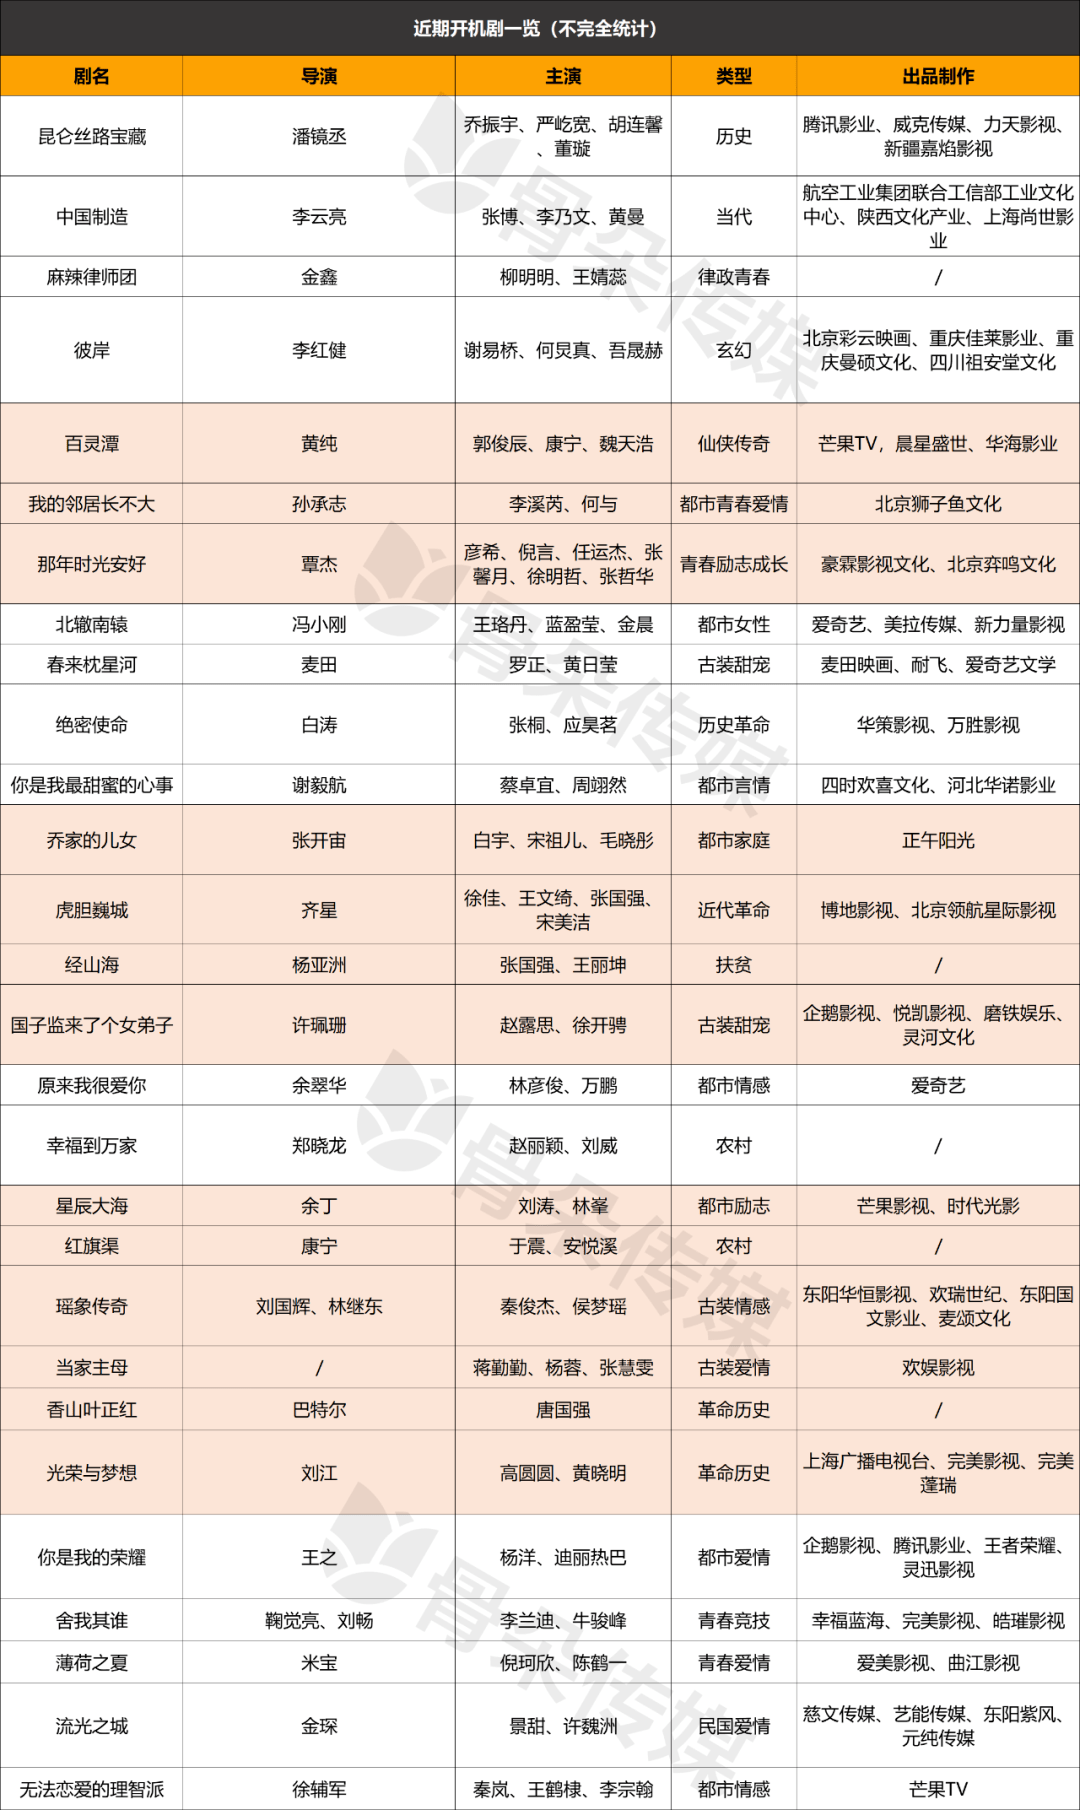 近期开机剧一览（不完全统计）
剧名 导演 主演 类型 出品制作
昆仑丝路宝藏 潘镜丞 乔振宇、严屹宽、胡连馨、董璇 历史 腾讯影业、威克传媒、力天影视、新疆嘉焰影视
中国制造 李云亮 张博、李乃文、黄曼 当代 航空工业集团联合工信部工业文化中心、陕西文化产业、上海尚世影业
麻辣律师团 金鑫 柳明明、王婧蕊 律政青春 /
彼岸 李红健 谢易桥、何炅真、吾晟赫 玄幻 北京彩云映画、重庆佳莱影业、重庆曼硕文化、四川祖安堂文化
百灵潭 黄纯 郭俊辰、康宁、魏天浩 仙侠传奇 芒果TV，晨星盛世、华海影业
我的邻居长不大 孙承志 李溪芮、何与 都市青春爱情 北京狮子鱼文化
那年时光安好 覃杰 彦希、倪言、任运杰、张馨月、徐明哲、张哲华 青春励志成长 豪霖影视文化、北京弈鸣文化
北辙南辕 冯小刚 王珞丹、蓝盈莹、金晨 都市女性 爱奇艺、美拉传媒、新力量影视
春来枕星河 麦田 罗正、黄日莹 古装甜宠 麦田映画、耐飞、爱奇艺文学
绝密使命 白涛 张桐、应昊茗 历史革命 华策影视、万胜影视
你是我最甜蜜的心事 谢毅航 蔡卓宜、周翊然 都市言情 四时欢喜文化、河北华诺影业
乔家的儿女 张开宙 白宇、宋祖儿、毛晓彤 都市家庭 正午阳光
虎胆巍城 齐星 徐佳、王文绮、张国强、宋美洁 近代革命 博地影视、北京领航星际影视
经山海 杨亚洲 张国强、王丽坤 扶贫 /
国子监来了个女弟子 许珮珊 赵露思、徐开骋 古装甜宠 企鹅影视、悦凯影视、磨铁娱乐、灵河文化
原来我很爱你 余翠华 林彦俊、万鹏 都市情感 爱奇艺
幸福到万家 郑晓龙 赵丽颖、刘威 农村 /
星辰大海 余丁 刘涛、林峯 都市励志 芒果影视、时代光影
红旗渠 康宁 于震、安悦溪 农村 /
瑶象传奇 刘国辉、林继东 秦俊杰、侯梦瑶 古装情感 东阳华恒影视、欢瑞世纪、东阳国文影业、麦颂文化
当家主母 / 蒋勤勤、杨蓉、张慧雯 古装爱情 欢娱影视
香山叶正红 巴特尔 唐国强 革命历史 /
光荣与梦想 刘江 高圆圆、黄晓明 革命历史 上海广播电视台、完美影视、完美蓬瑞
你是我的荣耀 王之 杨洋、迪丽热巴 都市爱情 企鹅影视、腾讯影业、王者荣耀、灵迅影视
舍我其谁 鞠觉亮、刘畅 李兰迪、牛骏峰 青春竞技 幸福蓝海、完美影视、皓璀影视
薄荷之夏 米宝 倪珂欣、陈鹤一 青春爱情 爱美影视、曲江影视
流光之城 金琛 景甜、许魏洲 民国爱情 慈文传媒、艺能传媒、东阳紫风、元纯传媒
无法恋爱的理智派 徐辅军 秦岚、王鹤棣、李宗翰 都市情感 芒果TV
骨朵传媒
骨朵传媒
骨朵传媒
骨朵传媒